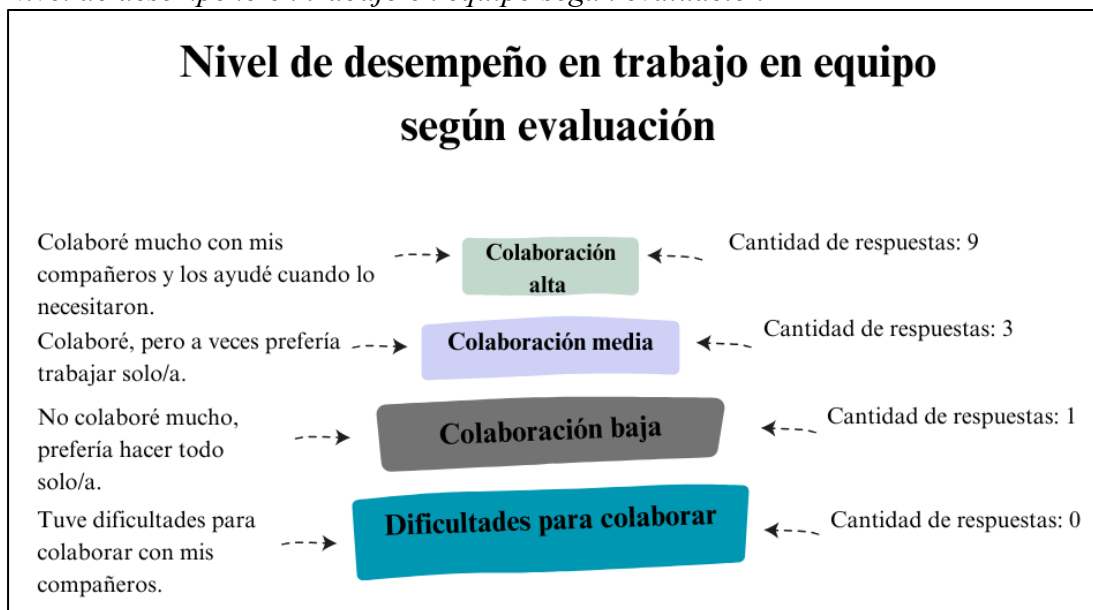 Nivel de desempeño en trabajo en equipo
según evaluación
Colaboré mucho con mis
compañeros y los ayudé cuando lo
necesitaron.
Colaboración
alta
Cantidad de respuestas: 9
Colaboré, pero a veces prefería
trabajar solo/a.
Colaboración media
Cantidad de respuestas: 3
No colaboré mucho,
prefería hacer todo
solo/a.
Colaboración baja
Cantidad de respuestas: 1
Tuve dificultades para
colaborar con mis
compañeros.
Dificultades para colaborar
Cantidad de respuestas: 0